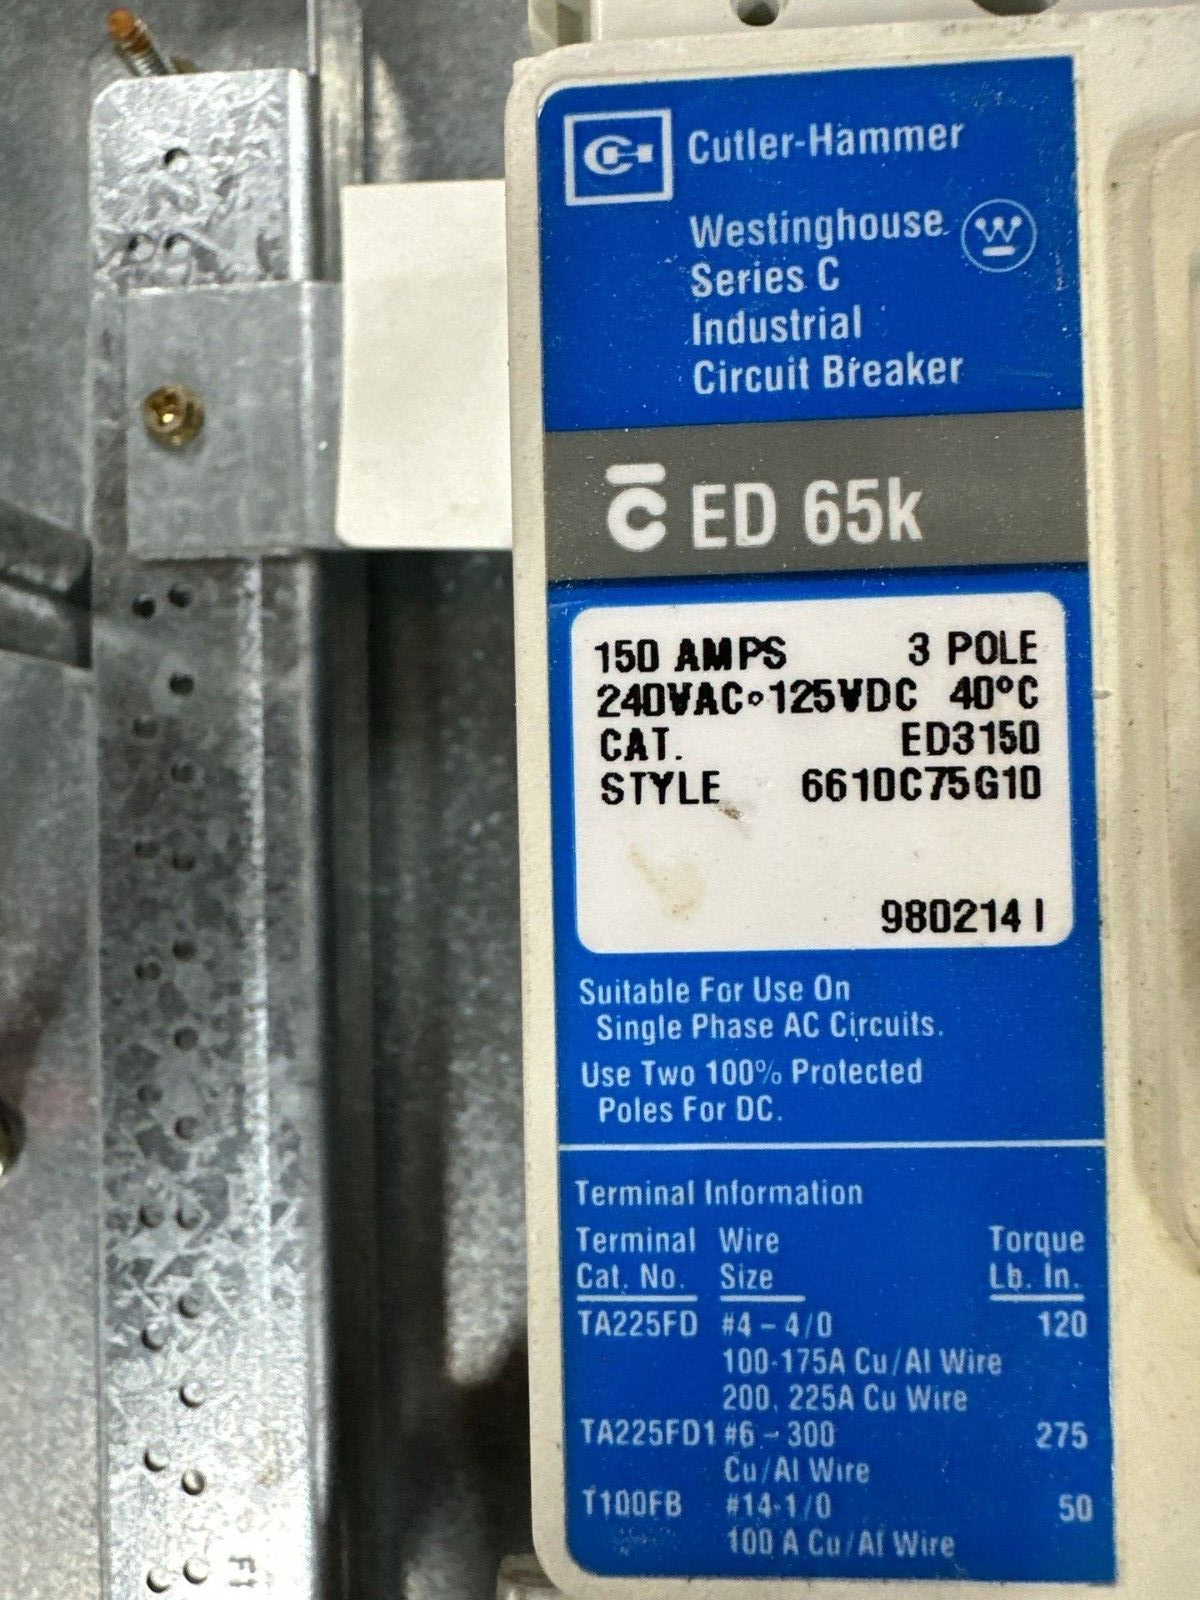 Cutler-Hammer
Westinghouse
Series C
Industrial
Circuit Breaker
C ED 65k
150 AMPS 3 POLE
240VAC•125VDC 40°C
CAT. ED3150
STYLE 6610C75G10
980214 I
Suitable For Use On
Single Phase AC Circuits.
Use Two 100% Protected
Poles For DC.
Terminal Information
Terminal Wire Torque
Cat. No. Size Lb. In.
TA225FD #4 – 4/0 120
100-175A Cu/Al Wire
200, 225A Cu Wire
TA225FD1 #6 – 300 275
Cu/Al Wire
T100FB #14-1/0 50
100 A Cu/Al Wire